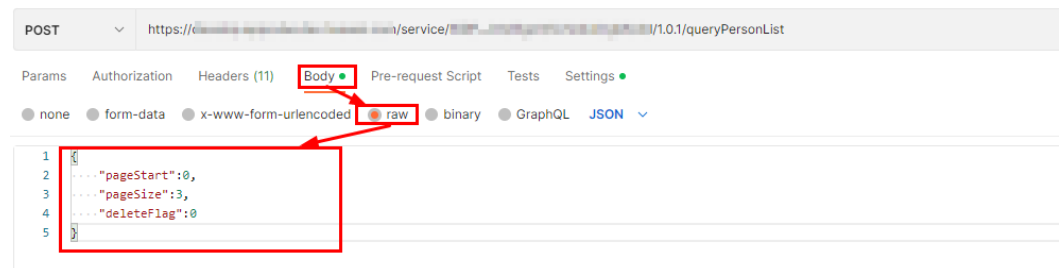 POST https:// /service/ /1.0.1/queryPersonList
Params Authorization Headers (11) Body Pre-request Script Tests Settings
none form-data x-www-form-urlencoded raw binary GraphQL JSON
1 {
2 ····"pageStart":0,
3 ····"pageSize":3,
4 ····"deleteFlag":0
5 }